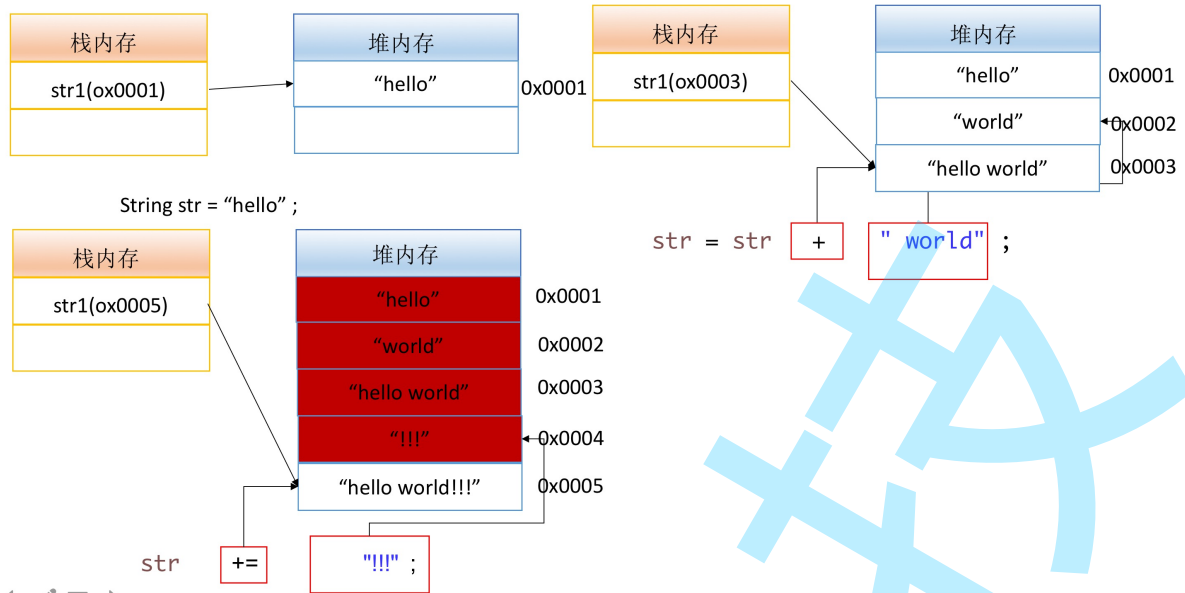 栈内存
堆内存
str1(ox0001)
“hello”
0x0001
String str = “hello” ;
栈内存
堆内存
str1(ox0003)
“hello”
0x0001
“world”
0x0002
“hello world”
0x0003
str = str + " world" ;
栈内存
堆内存
str1(ox0005)
“hello”
0x0001
“world”
0x0002
“hello world”
0x0003
“!!!”
0x0004
“hello world!!!”
0x0005
str += "!!!" ;